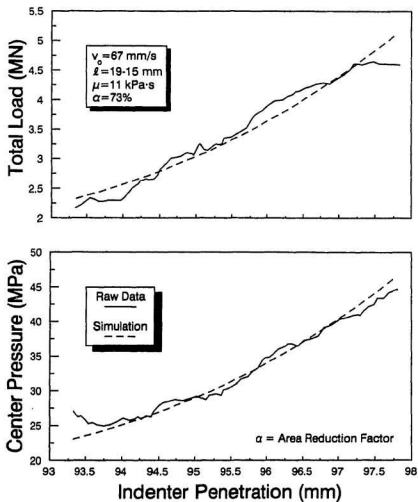 5.5
5
4.5
4
3.5
3
2.5
2
Total Load (MN)
v₀=67 mm/s
ℓ=19-15 mm
μ=11 kPa·s
α=73%
50
45
40
35
30
25
20
Center Pressure (MPa)
Raw Data
Simulation
α = Area Reduction Factor
93 93.5 94 94.5 95 95.5 96 96.5 97 97.5 98
Indenter Penetration (mm)